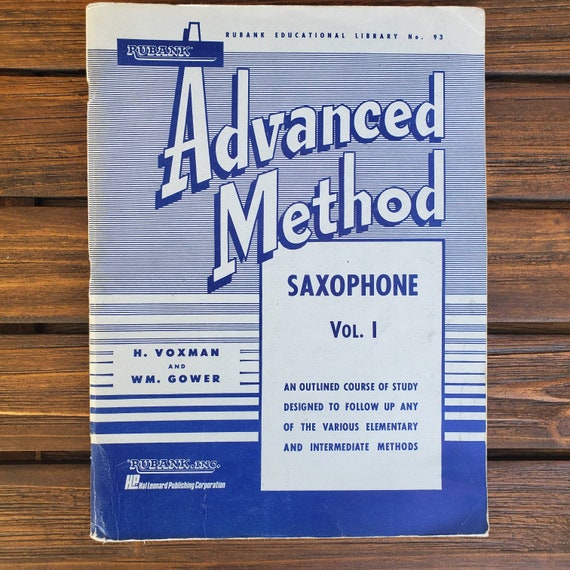 RUBANK EDUCATIONAL LIBRARY No. 93
RUBANK®
Advanced
Method
SAXOPHONE
VOL. I
H. VOXMAN
AND
WM. GOWER
AN OUTLINED COURSE OF STUDY
DESIGNED TO FOLLOW UP ANY
OF THE VARIOUS ELEMENTARY
AND INTERMEDIATE METHODS
RUBANK, INC.
HL Hal Leonard Publishing Corporation